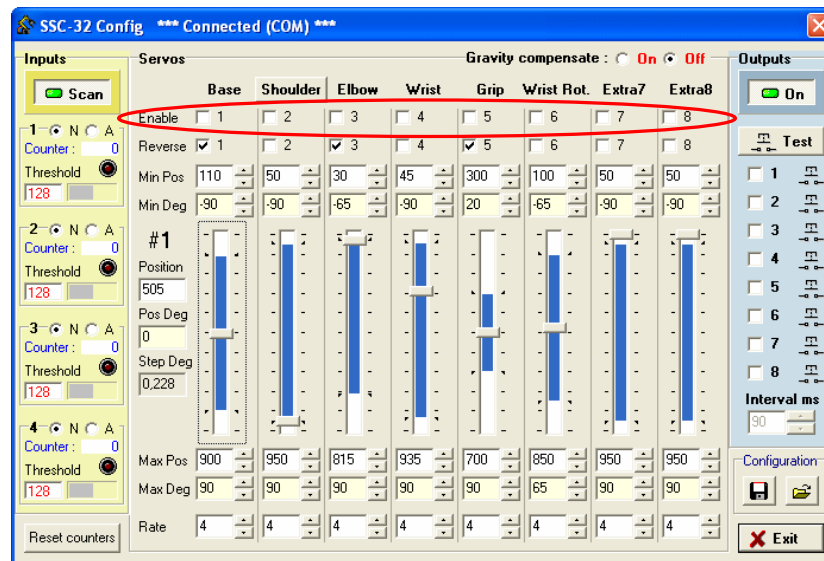 SSC-32 Config *** Connected (COM) ***
Inputs
Servos
Gravity compensate : On Off
Outputs
Scan
Base Shoulder Elbow Wrist Grip Wrist Rot. Extra7 Extra8
On
Enable 1 2 3 4 5 6 7 8
1 N A
Reverse 1 2 3 4 5 6 7 8
Counter : 0
Test
Threshold
128
Min Pos 110 50 30 45 300 100 50 50
Min Deg -90 -90 -65 -90 20 -65 -90 -90
1
2
3
4
5
6
7
8
2 N A
Counter : 0
Threshold
128
#1
Position
505
Pos Deg
0
Step Deg
0,228
3 N A
Counter : 0
Threshold
128
Interval ms
90
4 N A
Counter : 0
Threshold
128
Max Pos 900 950 815 935 700 850 950 950
Max Deg 90 90 90 90 90 65 90 90
Configuration
Rate 4 4 4 4 4 4 4 4
Reset counters
Exit